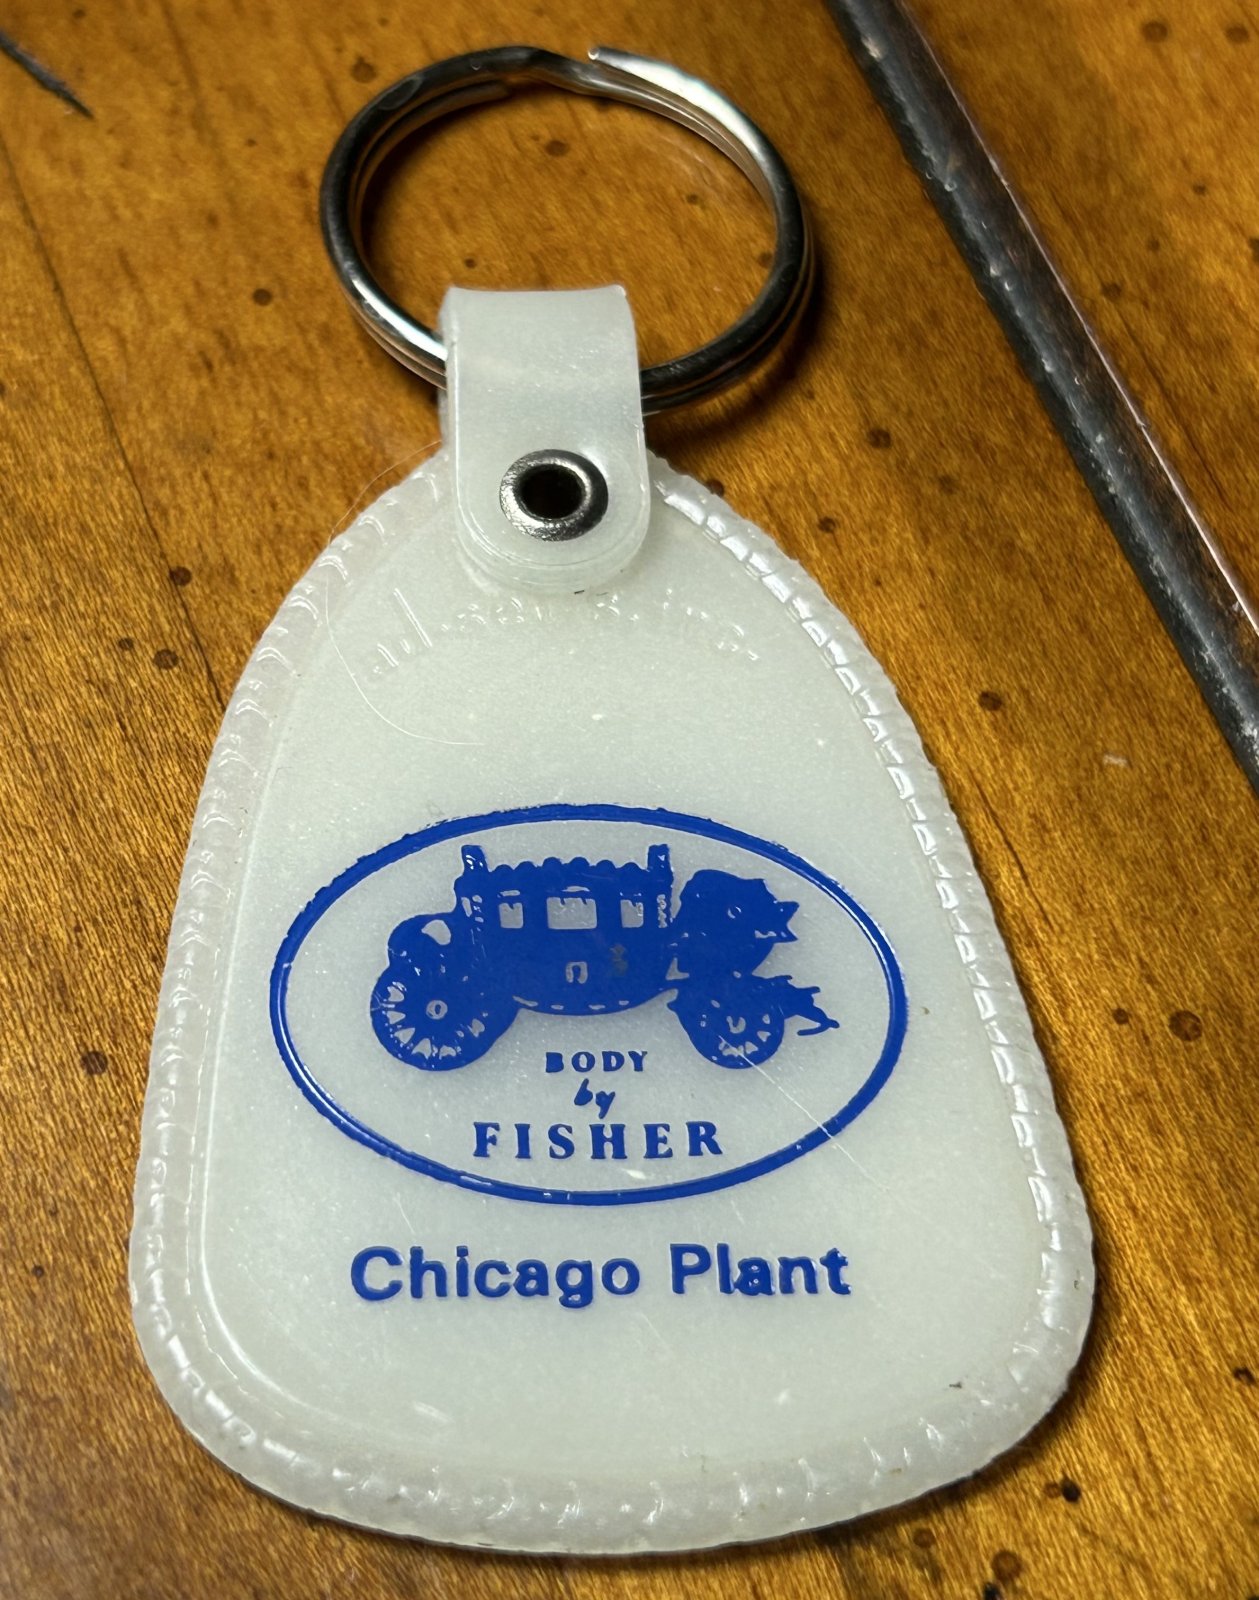 BODY
by
FISHER
Chicago Plant